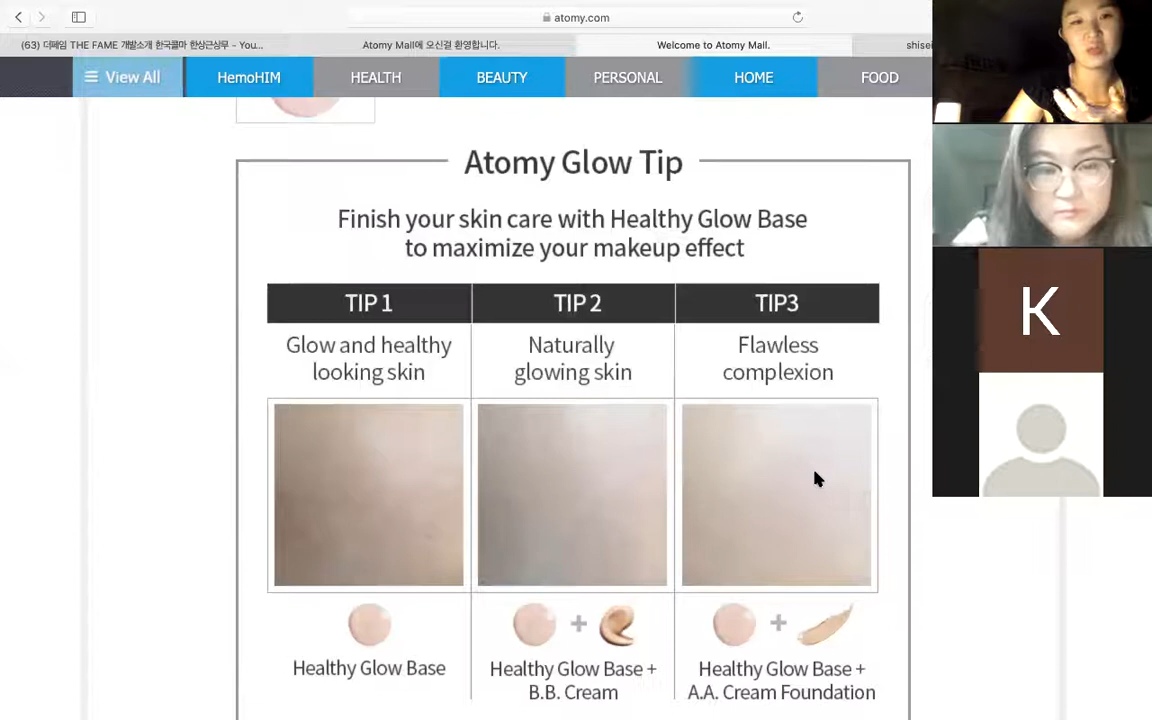 atomy.com
(63) 더페임 THE FAME 개발소개 한국콜마 한상근상무 - You...
Atomy Mall에 오신걸 환영합니다.
Welcome to Atomy Mall.
shisei
View All
HemoHIM
HEALTH
BEAUTY
PERSONAL
HOME
FOOD
Atomy Glow Tip
Finish your skin care with Healthy Glow Base
to maximize your makeup effect
TIP 1
TIP 2
TIP3
Glow and healthy
looking skin
Naturally
glowing skin
Flawless
complexion
Healthy Glow Base
Healthy Glow Base +
B.B. Cream
Healthy Glow Base +
A.A. Cream Foundation
K